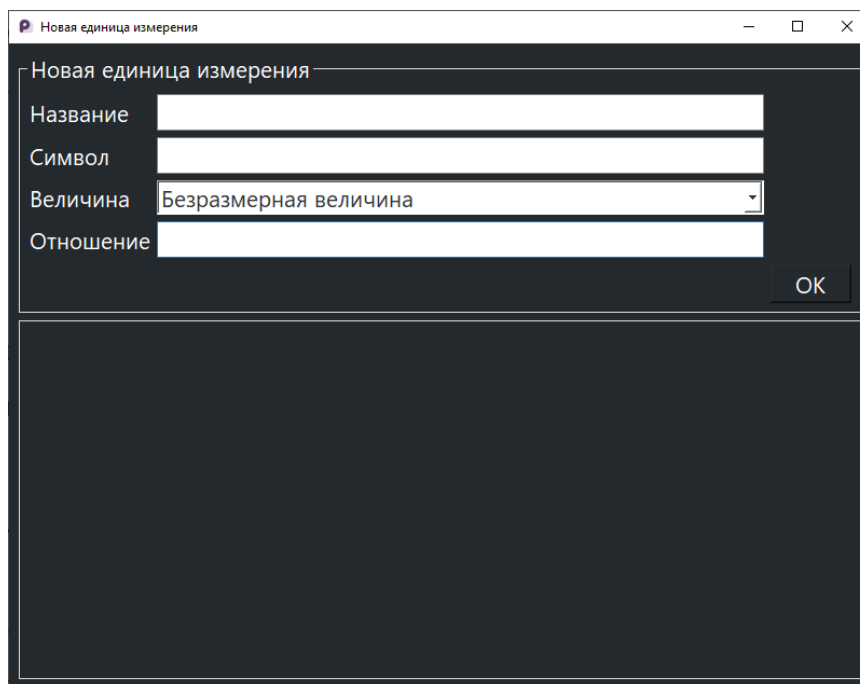 Новая единица измерения
Новая единица измерения
Название
Символ
Величина Безразмерная величина
Отношение
OK